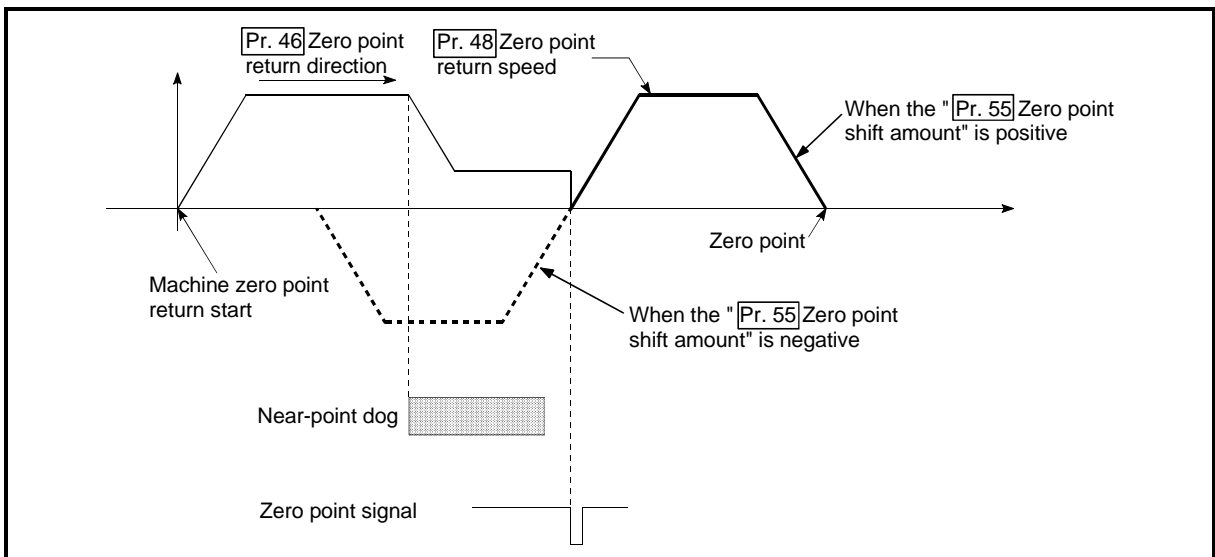 Pr. 46 Zero point
return direction
Pr. 48 Zero point
return speed
When the " Pr. 55 Zero point
shift amount" is positive
Zero point
Machine zero point
return start
When the " Pr. 55 Zero point
shift amount" is negative
Near-point dog
Zero point signal